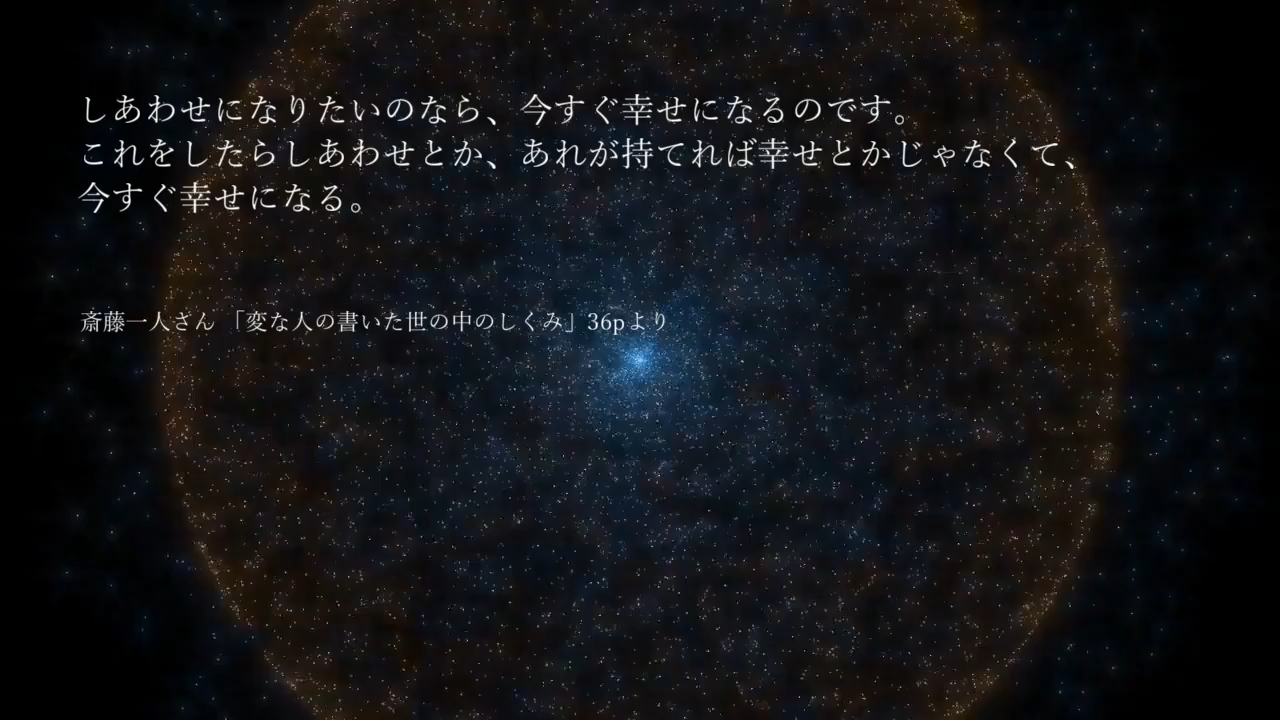 しあわせになりたいのなら、今すぐ幸せになるのです。
これをしたらしあわせとか、あれが持てれば幸せとかじゃなくて、
今すぐ幸せになる。
斎藤一人さん 「変な人の書いた世の中のしくみ」36pより